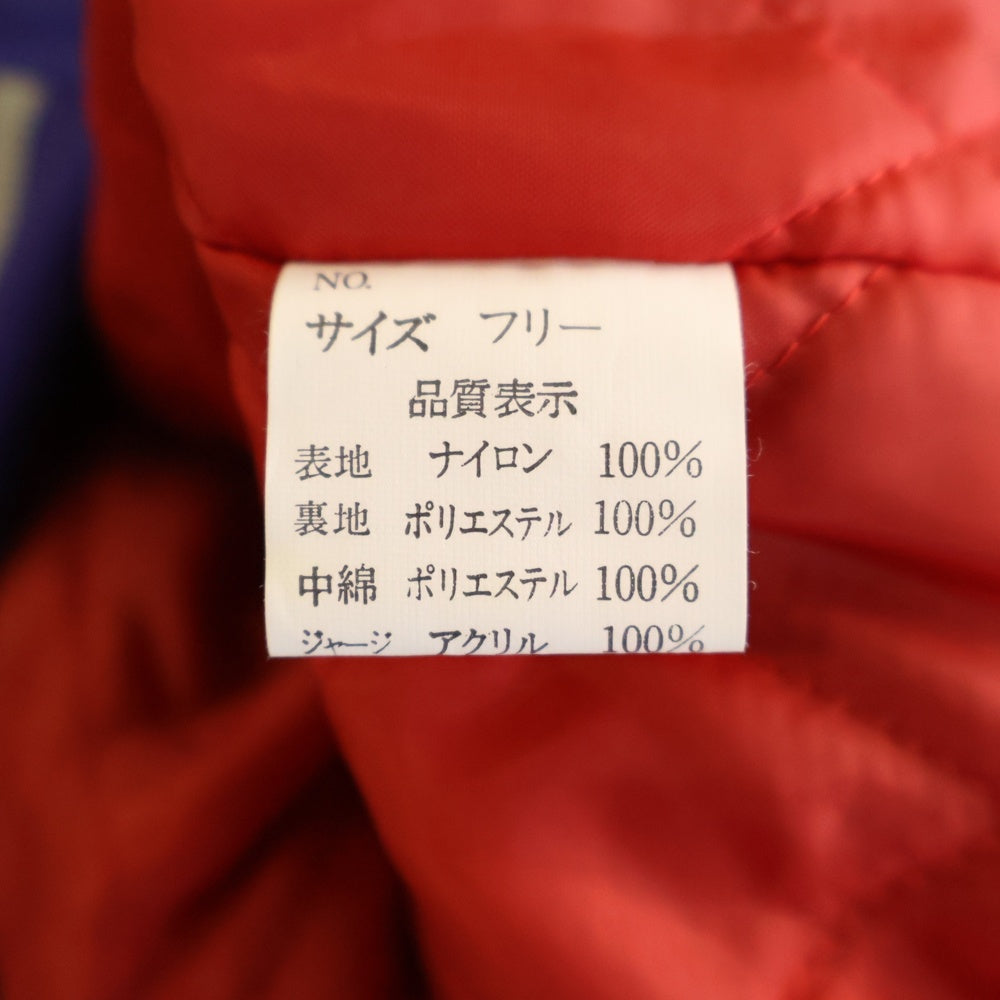 NO.
サイズ フリー
品質表示
表地 ナイロン 100%
裏地 ポリエステル 100%
中綿 ポリエステル 100%
ジャージ アクリル 100%